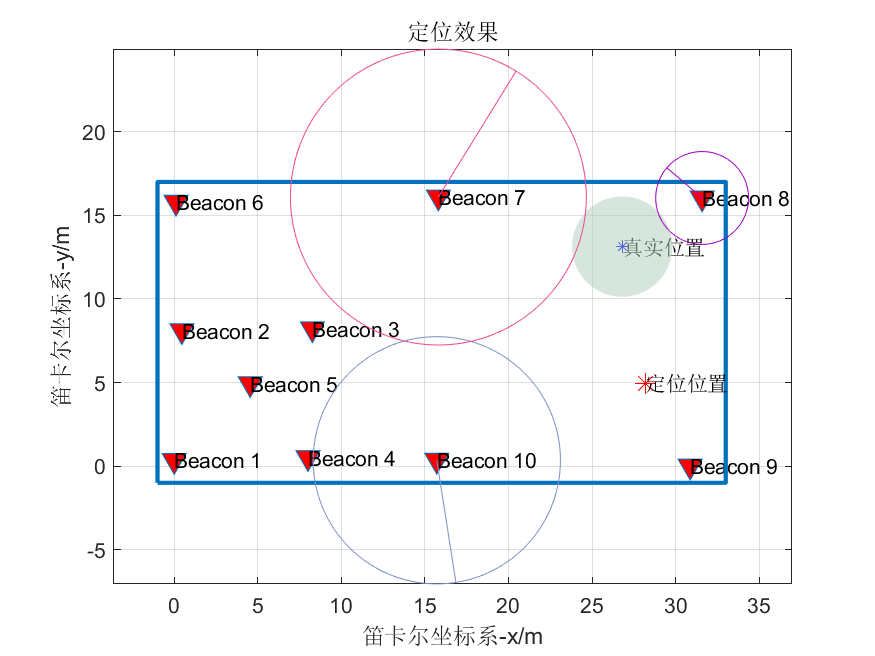 定位效果
笛卡尔坐标系-y/m
20
15
10
5
0
-5
Beacon 6
Beacon 7
Beacon 8
真实位置
Beacon 2
Beacon 3
Beacon 5
定位位置
Beacon 1
Beacon 4
Beacon 10
Beacon 9
0
5
10
15
20
25
30
35
笛卡尔坐标系-x/m